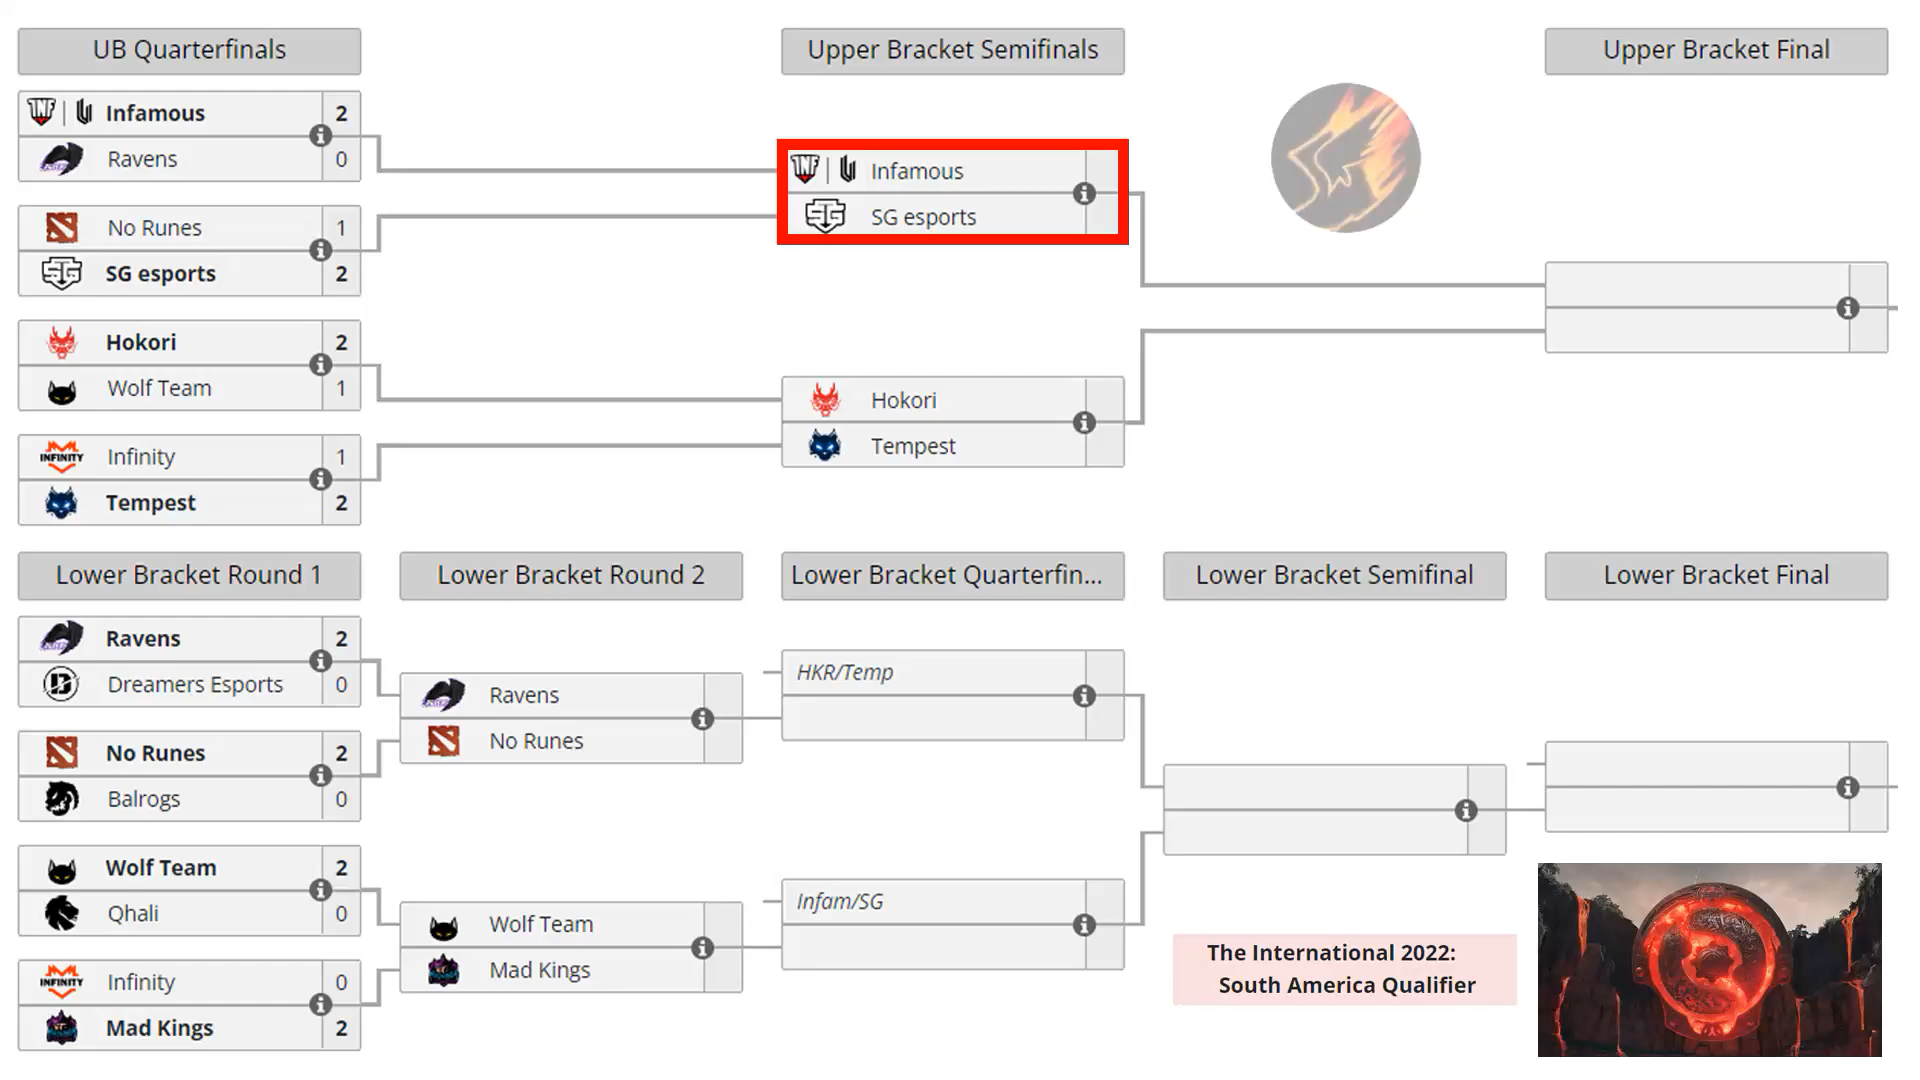 UB Quarterfinals
Upper Bracket Semifinals
Upper Bracket Final
INF Infamous 2
Ravens 0
No Runes 1
SG esports 2
Hokori 2
Wolf Team 1
INFINITY Infinity 1
Tempest 2
INF Infamous
SG esports
Hokori
Tempest
Lower Bracket Round 1
Lower Bracket Round 2
Lower Bracket Quarterfin...
Lower Bracket Semifinal
Lower Bracket Final
Ravens 2
Dreamers Esports 0
No Runes 2
Balrogs 0
Wolf Team 2
Qhali 0
INFINITY Infinity 0
Mad Kings 2
Ravens
No Runes
Wolf Team
Mad Kings
HKR/Temp
Infam/SG
The International 2022:
South America Qualifier